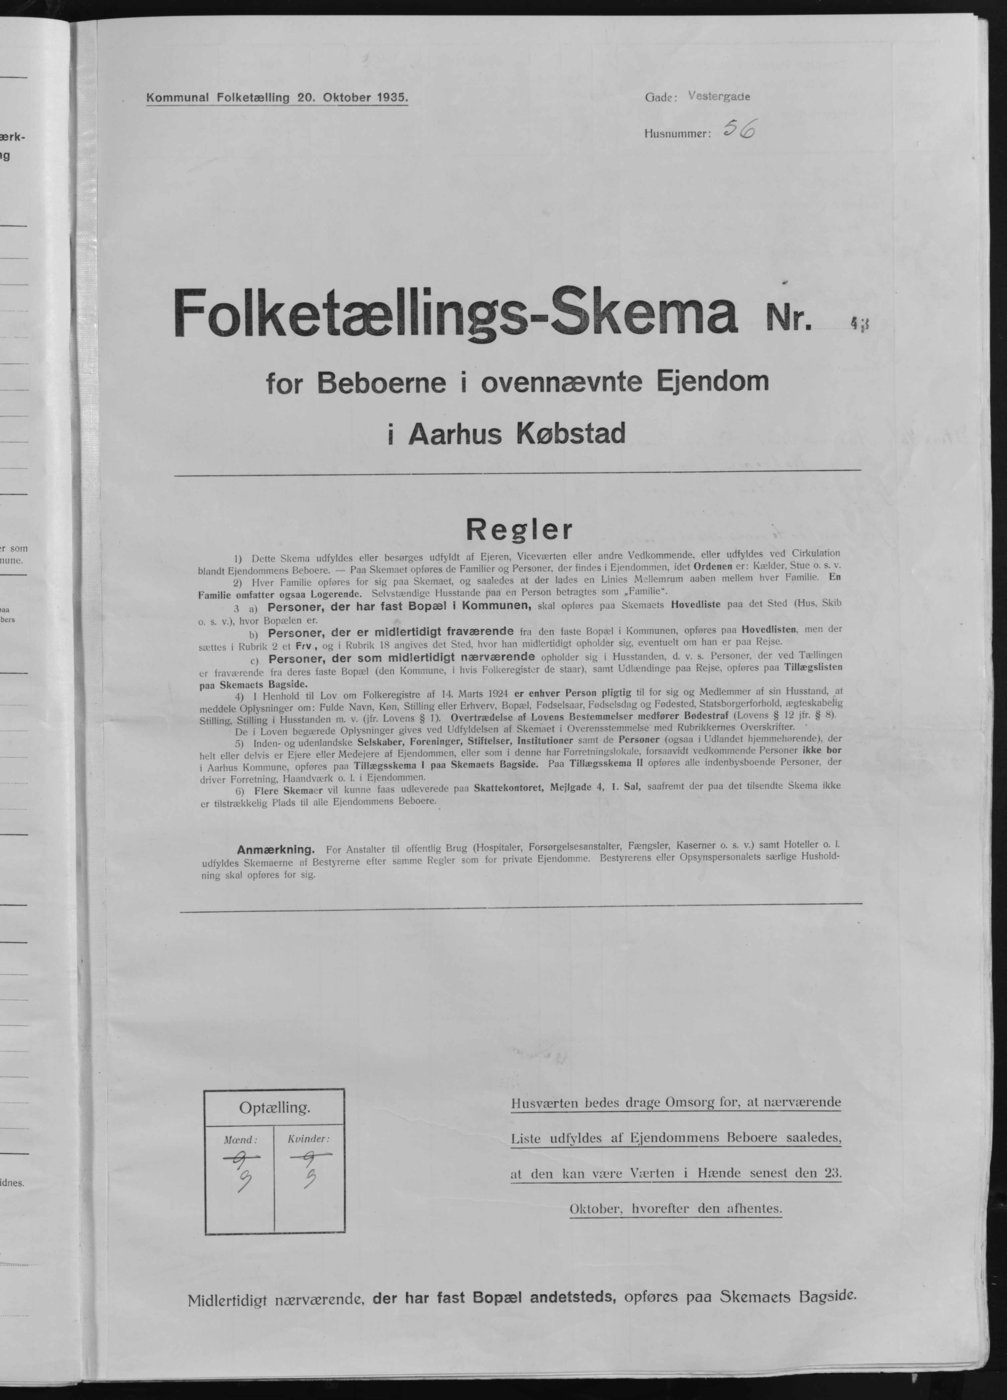 Kommunal Folketælling 20. Oktober 1935.
Gade: Vestergade
Husnummer: 56
Folketællings-Skema Nr.
for Beboerne i ovennævnte Ejendom
i Aarhus Købstad
Regler
1) Dette Skema udfyldes eller besørges udfyldt af Ejeren, Viceværten eller andre Vedkommende, eller udfyldes ved Cirkulation
blandt Ejendommens Beboere. — Paa Skemaet opføres de Familier og Personer, der findes i Ejendommen, idet Ordenen er: Kælder, Stue o. s. v.
2) Hver Familie opføres for sig paa Skemaet, og saaledes at der lades en Linies Mellemrum aaben mellem hver Familie. En
Familie omfatter ogsaa Logerende. Selvstændige Husstande paa en Person betragtes som „Familie“.
3 a) Personer, der har fast Bopæl i Kommunen, skal opføres paa Skemaets Hovedliste paa det Sted (Hus, Skib
o. s. v.), hvor Bopælen er.
b) Personer, der er midlertidigt fraværende fra den faste Bopæl i Kommunen, opføres paa Hovedlisten, men der
sættes i Rubrik 2 et Frv., og i Rubrik 18 angives det Sted, hvor han midlertidigt opholder sig, eventuelt om han er paa Rejse.
c) Personer, der som midlertidigt nærværende opholder sig i Husstanden, d. v. s. Personer, der ved Tællingen
er fraværende fra deres faste Bopæl (den Kommune, i hvis Folkeregister de staar), samt Udlændinge paa Rejse, opføres paa Tillægslisten
paa Skemaets Bagside.
4) I Henhold til Lov om Folkeregistre af 14. Marts 1924 er enhver Person pligtig til for sig og Medlemmer af sin Husstand, at
meddele Oplysninger om: Fulde Navn, Køn, Stilling eller Erhverv, Bopæl, Fødselsaar, Fødselsdag og Fødested, Statsborgerforhold, ægteskabelig
Stilling, Stilling i Husstanden m. v. (jfr. Lovens § 1). Overtrædelse af Lovens Bestemmelser medfører Bødestraf (Lovens § 12 jfr. § 8).
De i Loven begærede Oplysninger gives ved Udfyldelsen af Skemaet i Overensstemmelse med Rubrikkernes Overskrifter.
5) Inden- og udenlandske Selskaber, Foreninger, Stiftelser, Institutioner samt de Personer (ogsaa i Udlandet hjemmehørende), der
helt eller delvis er Ejere eller Medejere af Ejendommen, eller som i denne har Forretningslokale, forsaavidt vedkommende Personer ikke bor
i Aarhus Kommune, opføres paa Tillægsskema I paa Skemaets Bagside. Paa Tillægsskema II opføres alle indenbysboende Personer, der
driver Forretning, Haandværk o. l. i Ejendommen.
6) Flere Skemaer vil kunne faas udleverede paa Skattekontoret, Mejlgade 4, 1. Sal, saafremt der paa det tilsendte Skema ikke
er tilstrækkelig Plads til alle Ejendommens Beboere.
Anmærkning. For Anstalter til offentlig Brug (Hospitaler, Forsørgelsesanstalter, Fængsler, Kaserner o. s. v.) samt Hoteller o. l.
udfyldes Skemaerne af Bestyrerne efter samme Regler som for private Ejendomme. Bestyrerens eller Opsynspersonalets særlige Hushold-
ning skal opføres for sig.
Optælling.
Mænd: Kvinder:
9 9
9 9
Husværten bedes drage Omsorg for, at nærværende
Liste udfyldes af Ejendommens Beboere saaledes,
at den kan være Værten i Hænde senest den 23.
Oktober, hvorefter den afhentes.
Midlertidigt nærværende, der har fast Bopæl andetsteds, opføres paa Skemaets Bagside.